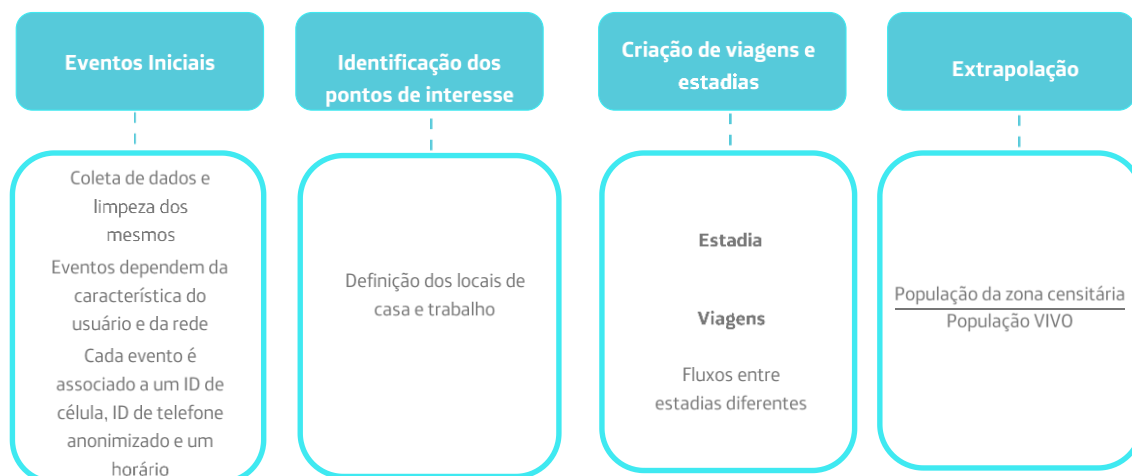 Eventos Iniciais
Coleta de dados e
limpeza dos
mesmos
Eventos dependem da
característica do
usuário e da rede
Cada evento é
associado a um ID de
célula, ID de telefone
anonimizado e um
horário
Identificação dos
pontos de interesse
Definição dos locais de
casa e trabalho
Criação de viagens e
estadias
Estadia
Viagens
Fluxos entre
estadias diferentes
Extrapolação
População da zona censitária
População VIVO